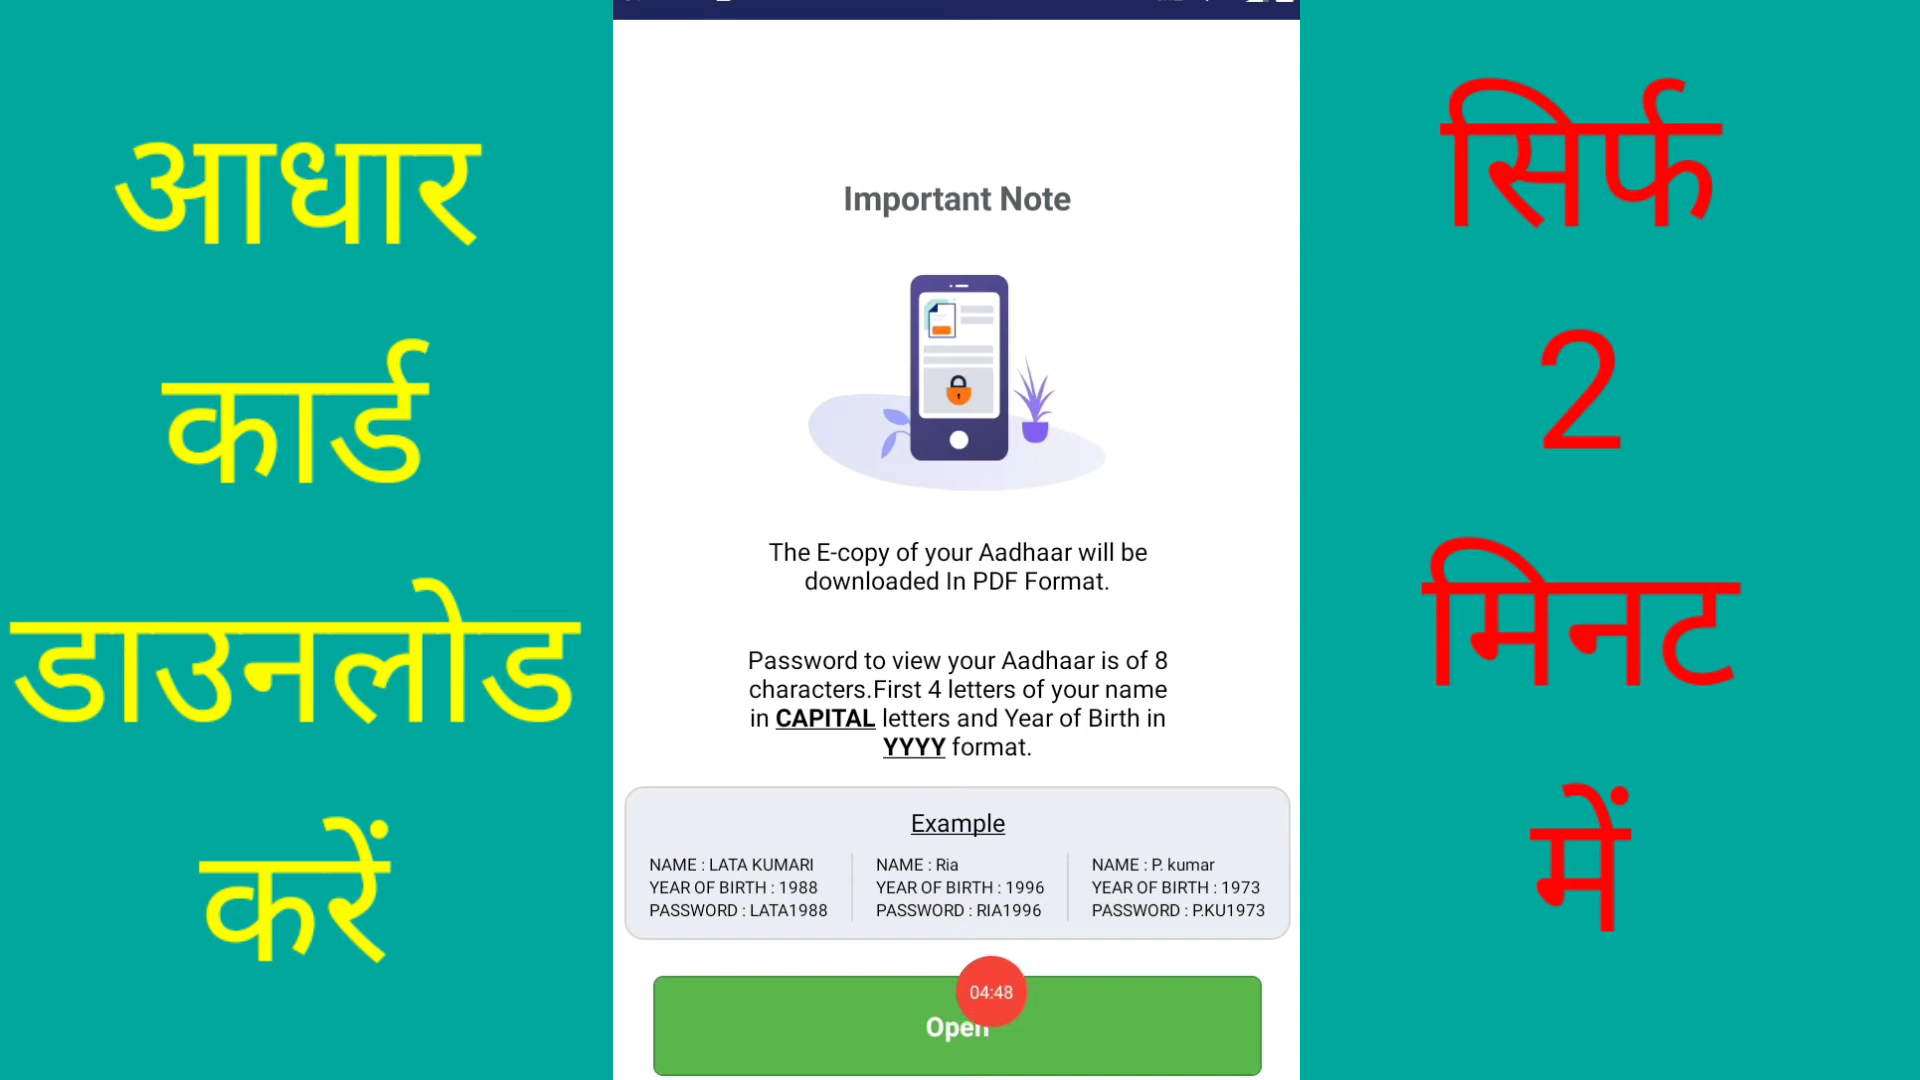 आधार
कार्ड
डाउनलोड
करें
Important Note
The E-copy of your Aadhaar will be
downloaded In PDF Format.
Password to view your Aadhaar is of 8
characters.First 4 letters of your name
in CAPITAL letters and Year of Birth in
YYYY format.
Example
NAME : LATA KUMARI
YEAR OF BIRTH : 1988
PASSWORD : LATA1988
NAME : Ria
YEAR OF BIRTH : 1996
PASSWORD : RIA1996
NAME : P. kumar
YEAR OF BIRTH : 1973
PASSWORD : P.KU1973
04:48
Open
सिर्फ
2
मिनट
में